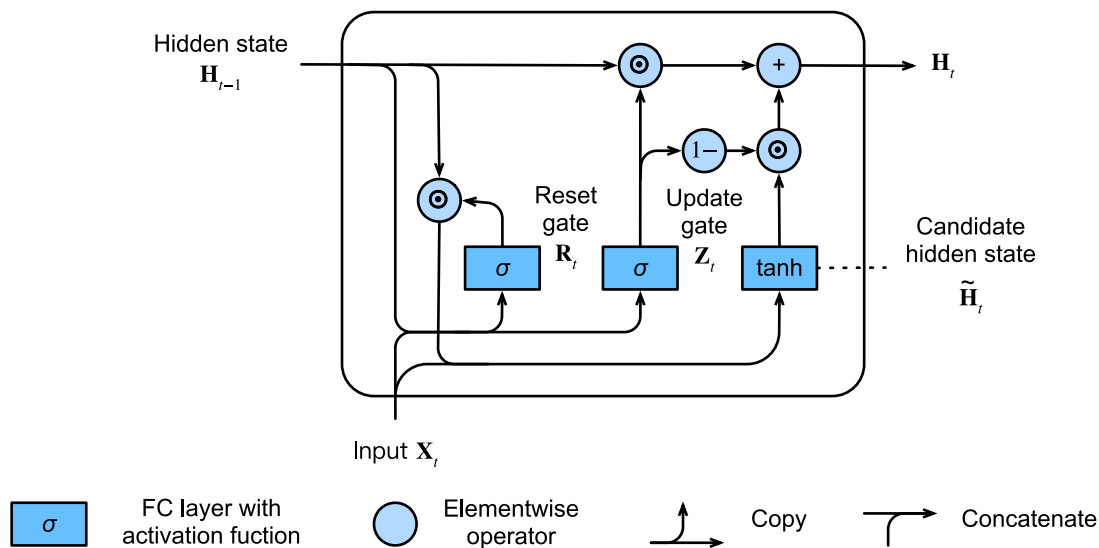 Hidden state
H_{t−1}
H_t
+
1−
Reset
gate
R_t
Update
gate
Z_t
Candidate
hidden state
H̃_t
σ
σ
tanh
Input X_t
σ
FC layer with
activation fuction
Elementwise
operator
Copy
Concatenate